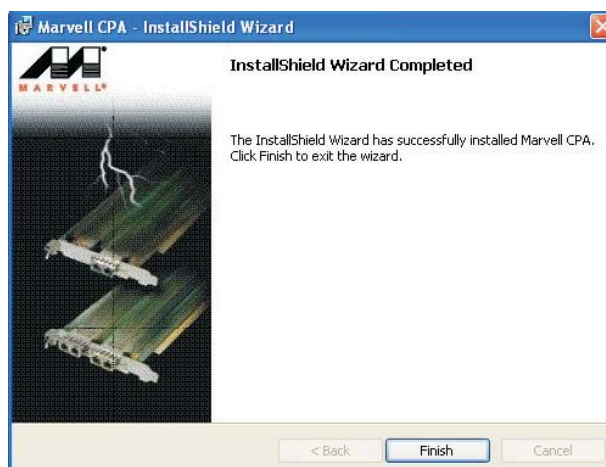 Marvell CPA - InstallShield Wizard
MARVELL®
InstallShield Wizard Completed
The InstallShield Wizard has successfully installed Marvell CPA.
Click Finish to exit the wizard.
< Back
Finish
Cancel